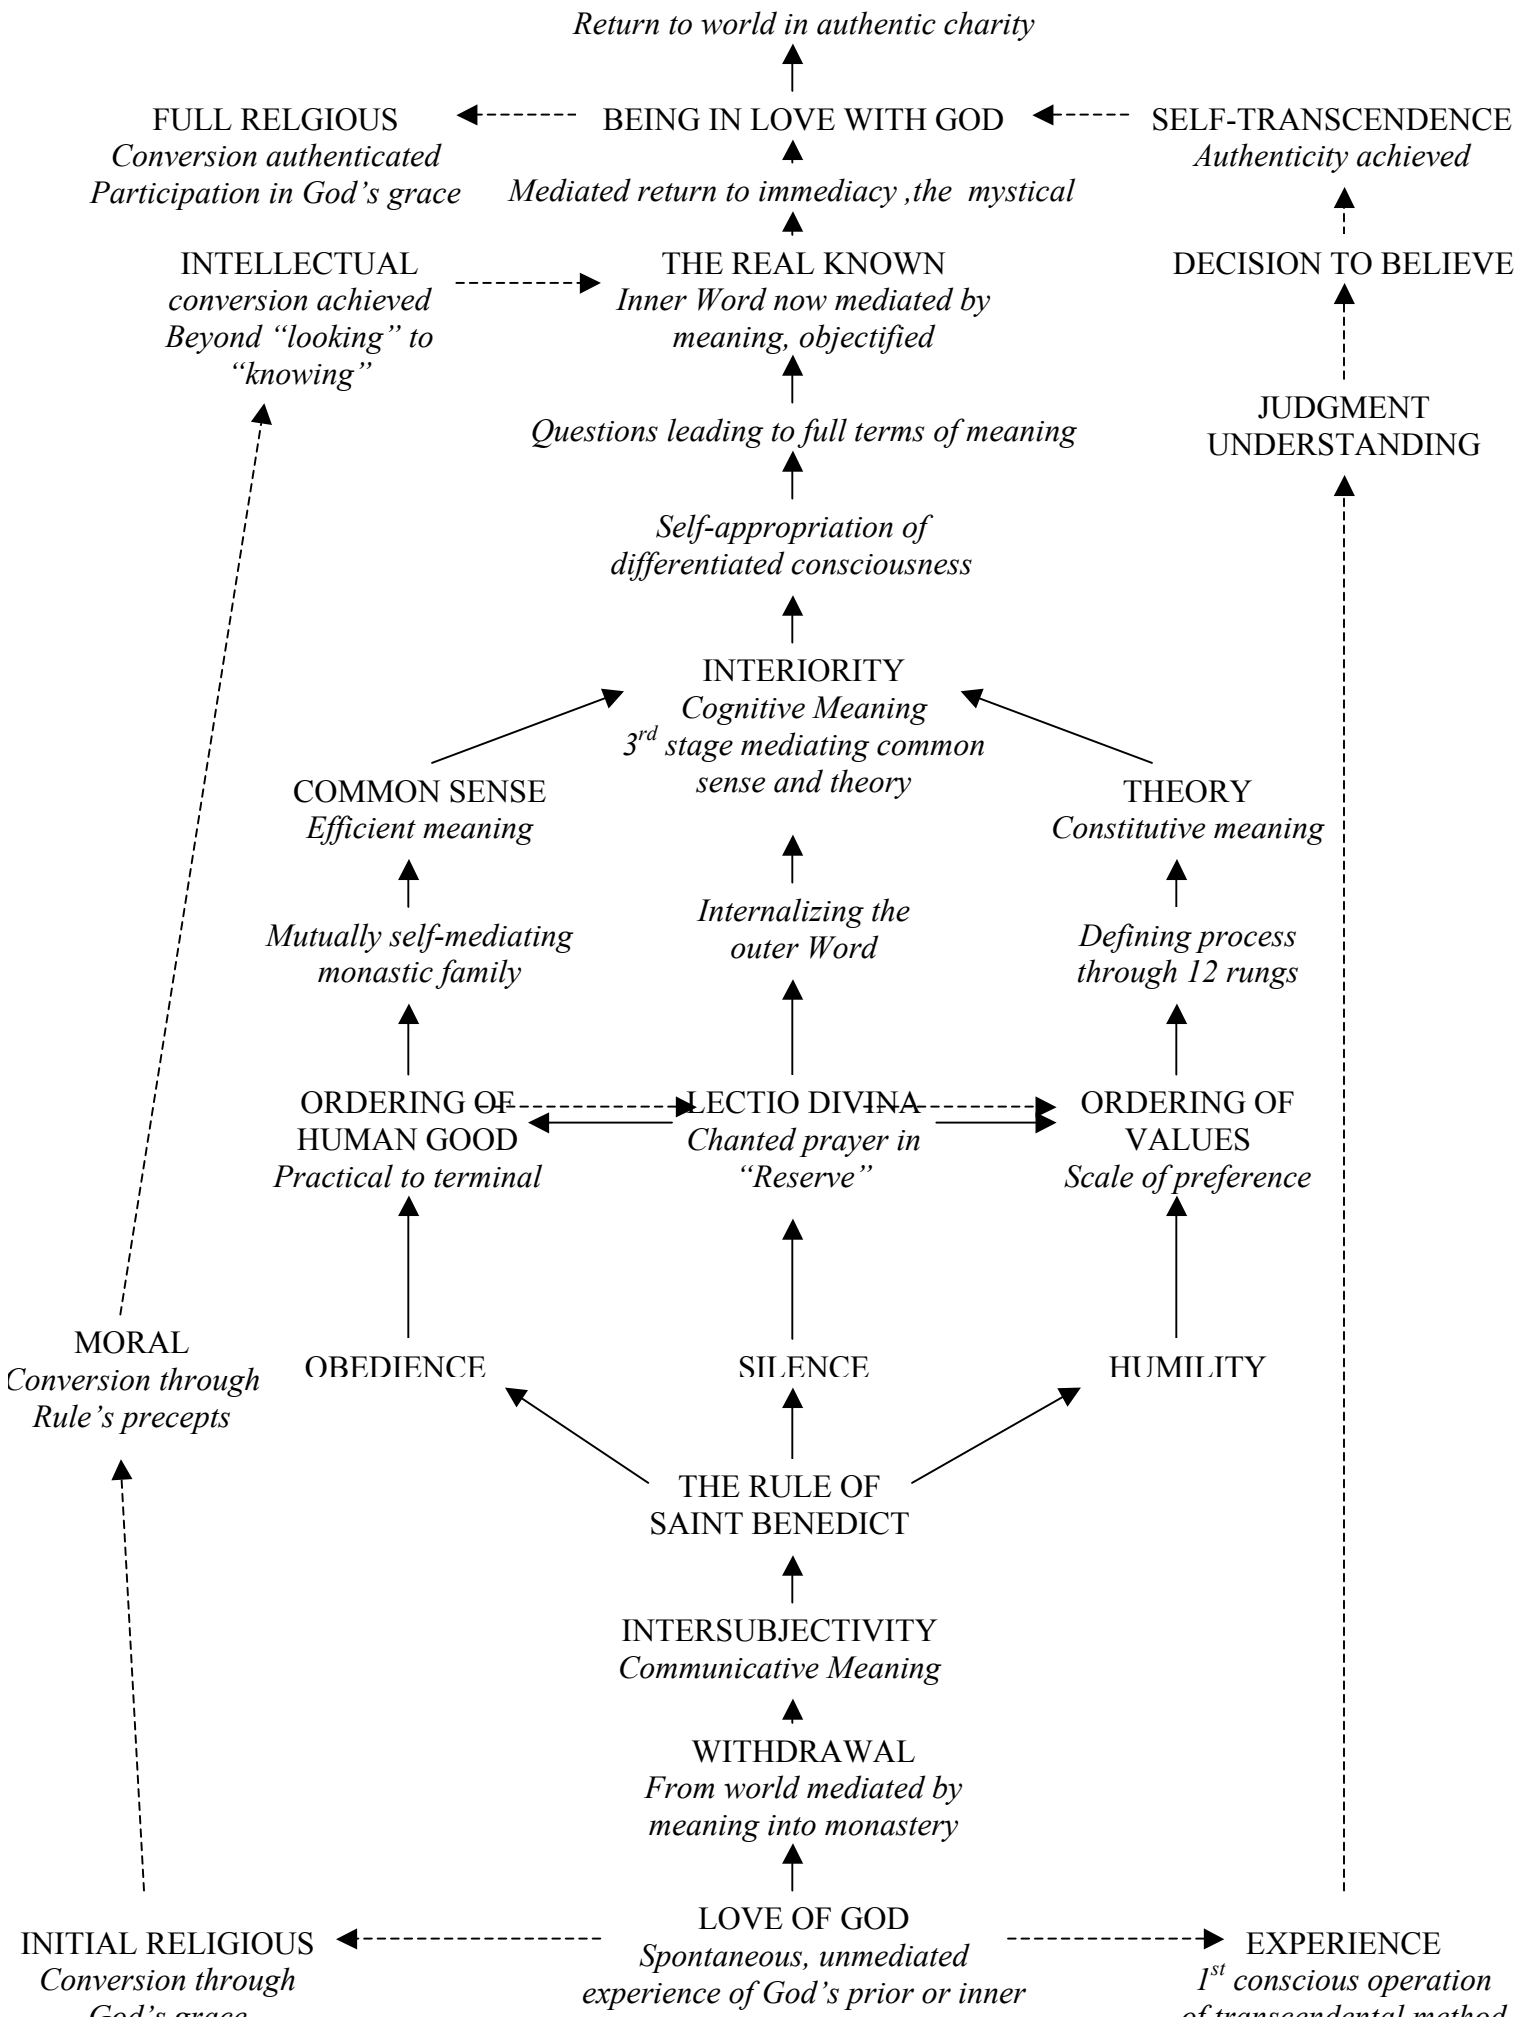 Return to world in authentic charity
FULL RELGIOUS
Conversion authenticated
Participation in God’s grace
BEING IN LOVE WITH GOD
SELF-TRANSCENDENCE
Authenticity achieved
Mediated return to immediacy ,the mystical
INTELLECTUAL
conversion achieved
Beyond “looking” to
“knowing”
THE REAL KNOWN
Inner Word now mediated by
meaning, objectified
DECISION TO BELIEVE
Questions leading to full terms of meaning
JUDGMENT
UNDERSTANDING
Self-appropriation of
differentiated consciousness
INTERIORITY
Cognitive Meaning
3rd stage mediating common
sense and theory
COMMON SENSE
Efficient meaning
THEORY
Constitutive meaning
Mutually self-mediating
monastic family
Internalizing the
outer Word
Defining process
through 12 rungs
ORDERING OF
HUMAN GOOD
Practical to terminal
LECTIO DIVINA
Chanted prayer in
“Reserve”
ORDERING OF
VALUES
Scale of preference
MORAL
Conversion through
Rule’s precepts
OBEDIENCE
SILENCE
HUMILITY
THE RULE OF
SAINT BENEDICT
INTERSUBJECTIVITY
Communicative Meaning
WITHDRAWAL
From world mediated by
meaning into monastery
INITIAL RELIGIOUS
Conversion through
God’s grace
LOVE OF GOD
Spontaneous, unmediated
experience of God’s prior or inner
EXPERIENCE
1st conscious operation
of transcendental method